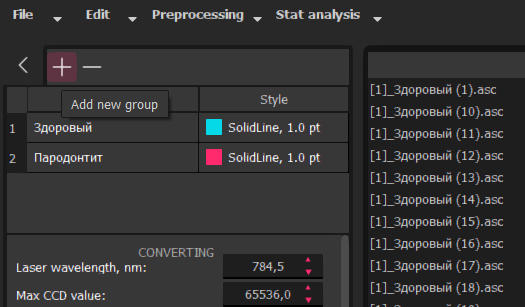 File Edit Preprocessing Stat analysis
Add new group
Style
1 Здоровый SolidLine, 1.0 pt
2 Пародонтит SolidLine, 1.0 pt
CONVERTING
Laser wavelength, nm: 784,5
Max CCD value: 65536,0
[1]_Здоровый (1).asc
[1]_Здоровый (10).asc
[1]_Здоровый (11).asc
[1]_Здоровый (12).asc
[1]_Здоровый (13).asc
[1]_Здоровый (14).asc
[1]_Здоровый (15).asc
[1]_Здоровый (16).asc
[1]_Здоровый (17).asc
[1]_Здоровый (18).asc